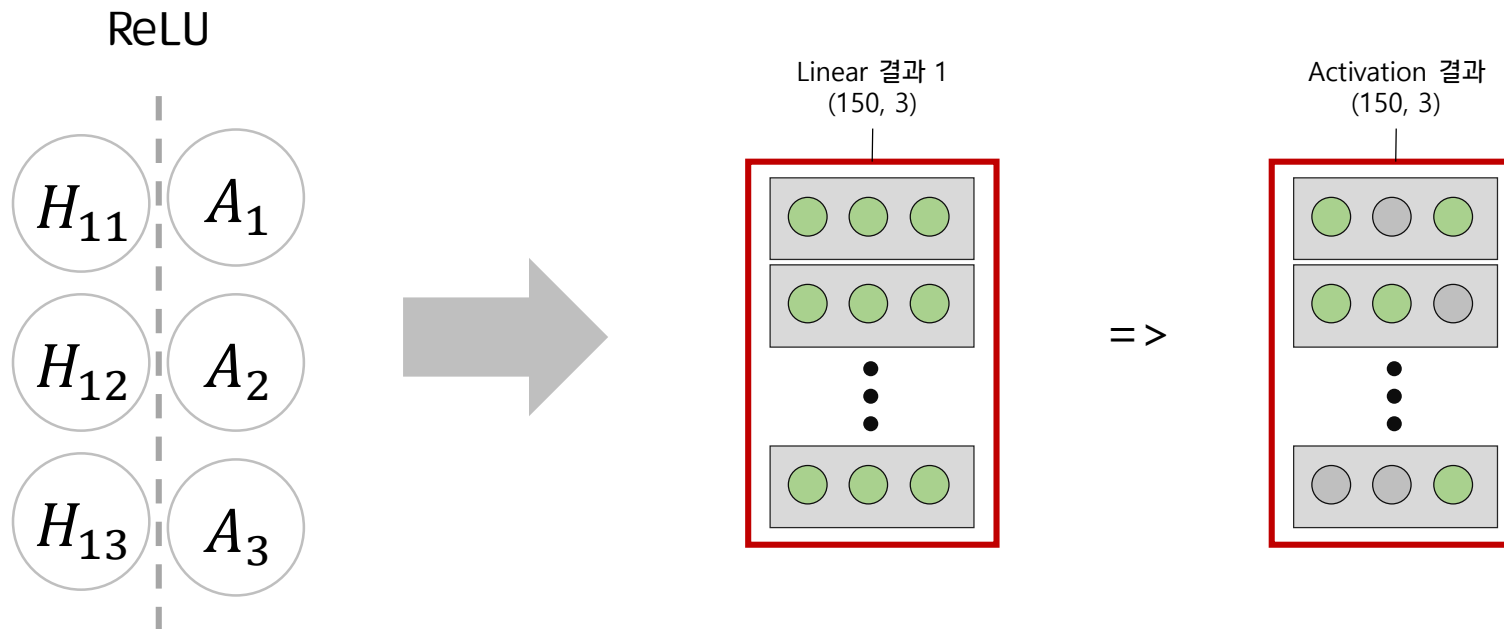 ReLU
H11 A1
H12 A2
H13 A3
Linear 결과 1
(150, 3)
=>
Activation 결과
(150, 3)